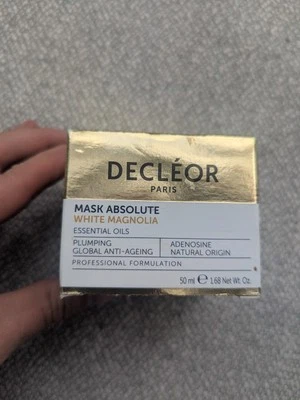 DECLÉOR
PARIS
MASK ABSOLUTE
WHITE MAGNOLIA
ESSENTIAL OILS
PLUMPING
GLOBAL ANTI-AGEING
ADENOSINE
NATURAL ORIGIN
PROFESSIONAL FORMULATION
50 ml ℮ 1.68 Net Wt. Oz.